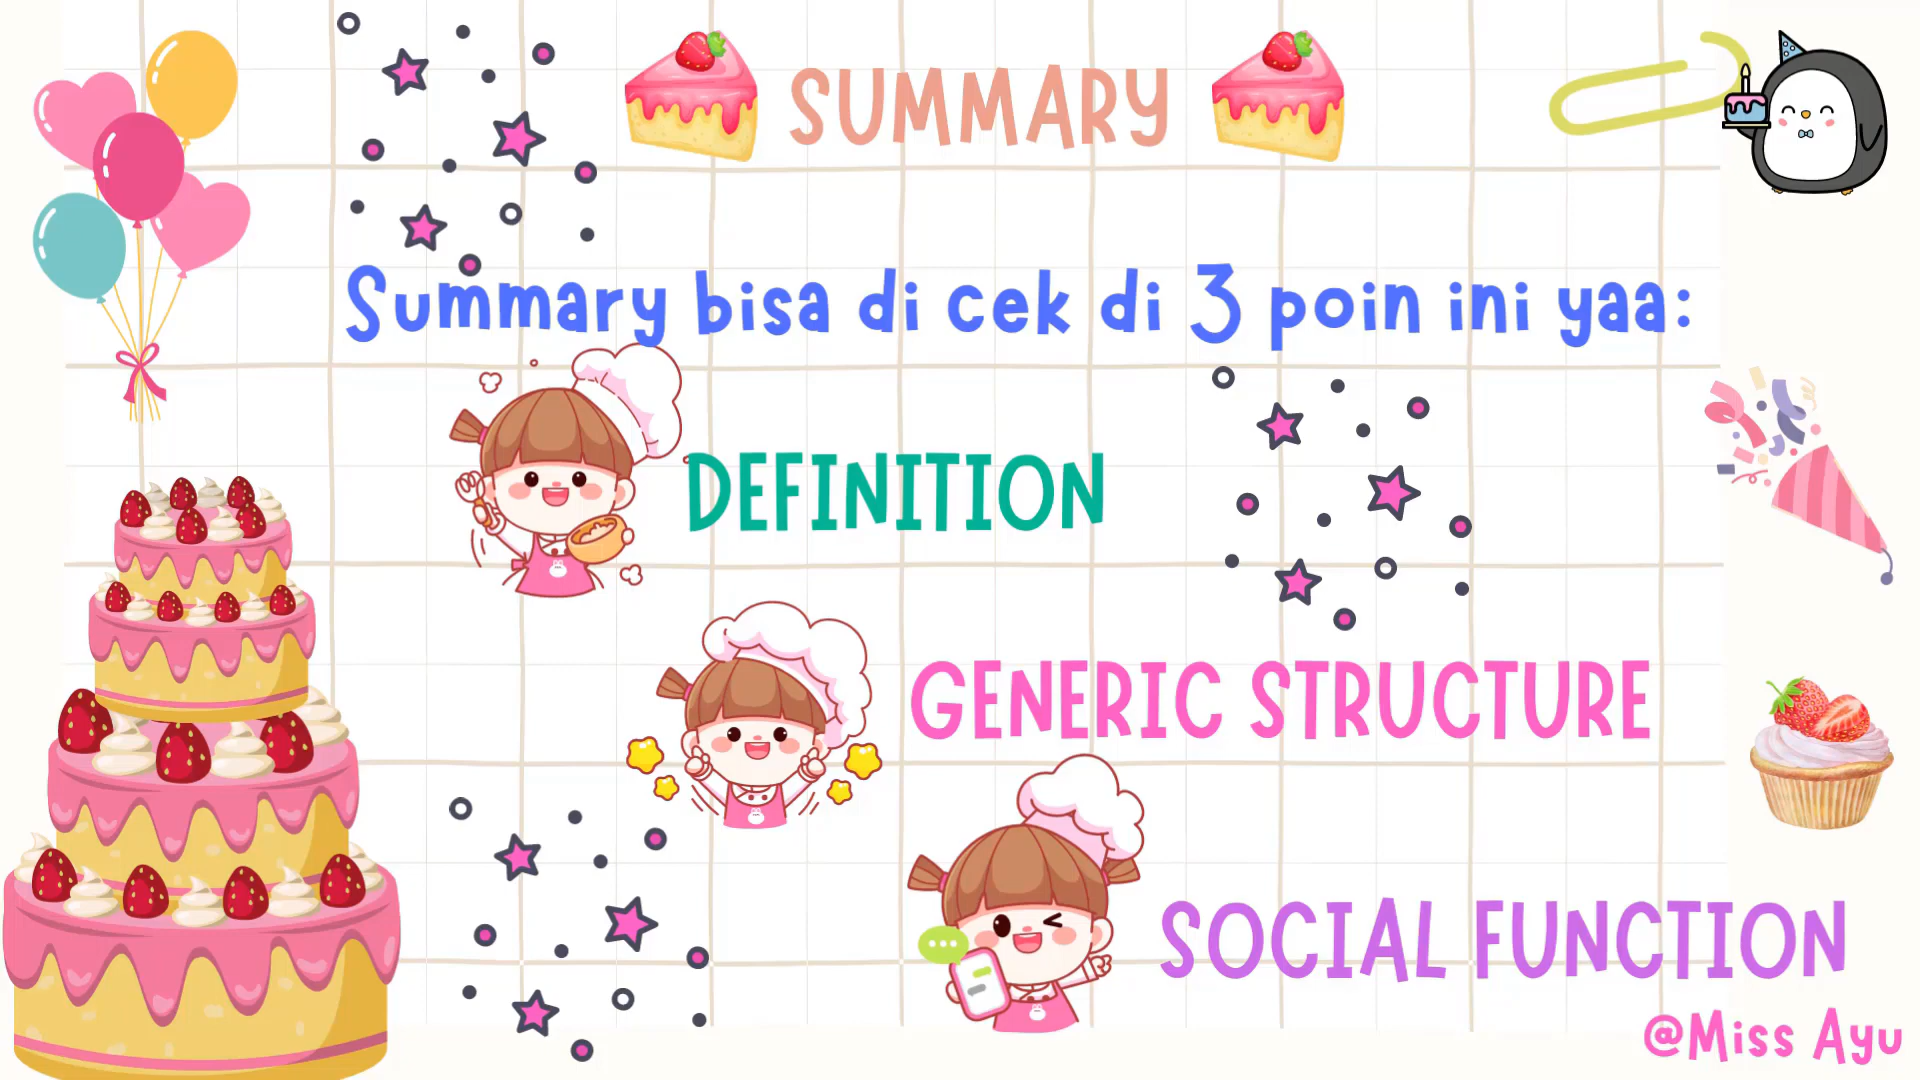 SUMMARY
Summary bisa di cek di 3 poin ini yaa:
DEFINITION
GENERIC STRUCTURE
SOCIAL FUNCTION
@Miss Ayu